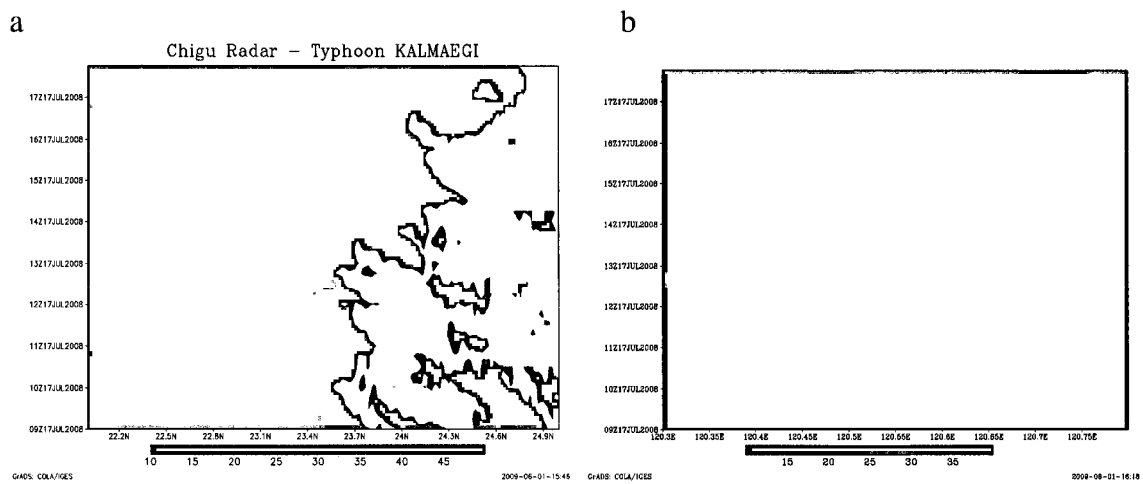 a
Chigu Radar – Typhoon KALMAEGI
17Z17JUL2008
16Z17JUL2008
15Z17JUL2008
14Z17JUL2008
13Z17JUL2008
12Z17JUL2008
11Z17JUL2008
10Z17JUL2008
09Z17JUL2008
22.2N 22.5N 22.8N 23.1N 23.4N 23.7N 24N 24.3N 24.6N 24.9N
10 15 20 25 30 35 40 45
GrADS: COLA/IGES
2009-06-01-15:46
b
17Z17JUL2008
16Z17JUL2008
15Z17JUL2008
14Z17JUL2008
13Z17JUL2008
12Z17JUL2008
11Z17JUL2008
10Z17JUL2008
09Z17JUL2008
120.3E 120.35E 120.4E 120.45E 120.5E 120.55E 120.6E 120.65E 120.7E 120.75E
15 20 25 30 35
GrADS: COLA/IGES
2009-06-01-16:18